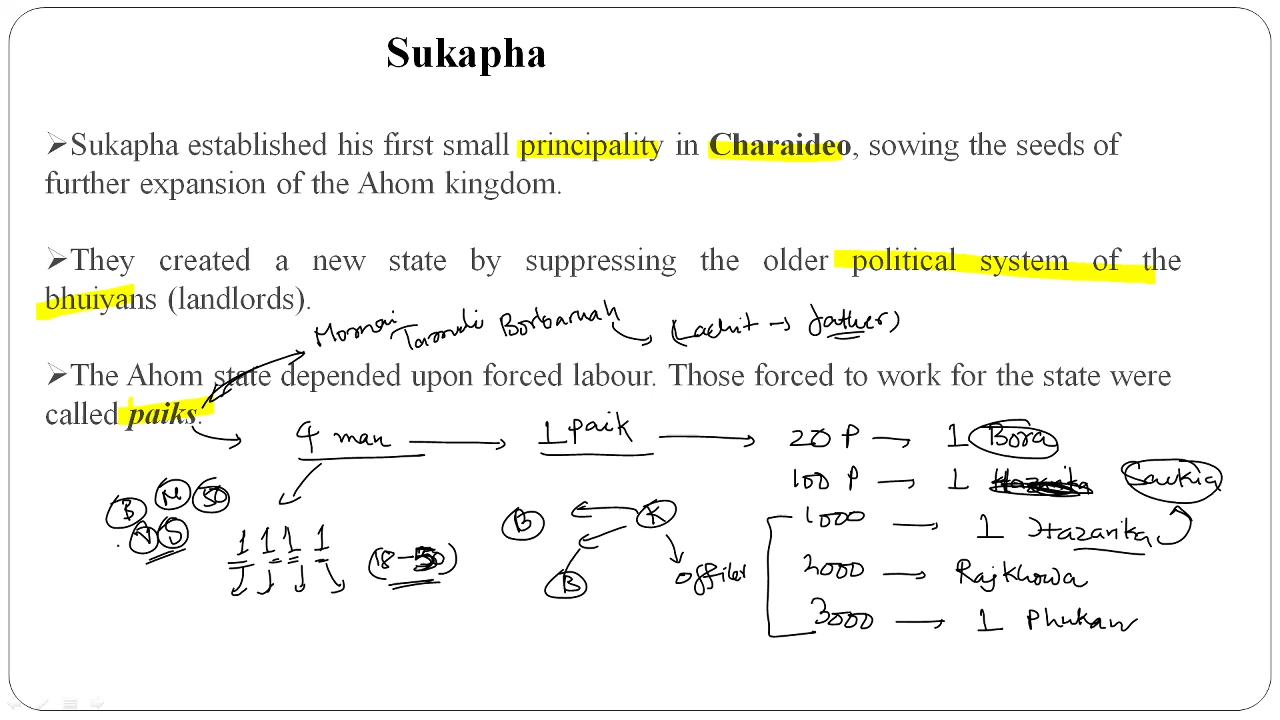 Sukapha
➢Sukapha established his first small principality in Charaideo, sowing the seeds of
further expansion of the Ahom kingdom.
➢They created a new state by suppressing the older political system of the
bhuiyans (landlords).
Momai Tamuli Borbaruah (Lachit → father)
➢The Ahom state depended upon forced labour. Those forced to work for the state were
called paiks.
4 man → 1 paik → 20 P → 1 Bora
100 P → 1 Saikia
B M 50
1000 → 1 Hazarika
A S
1 1 1 1 (18-50)
B K
B officer
2000 → Rajkhowa
3000 → 1 Phukan